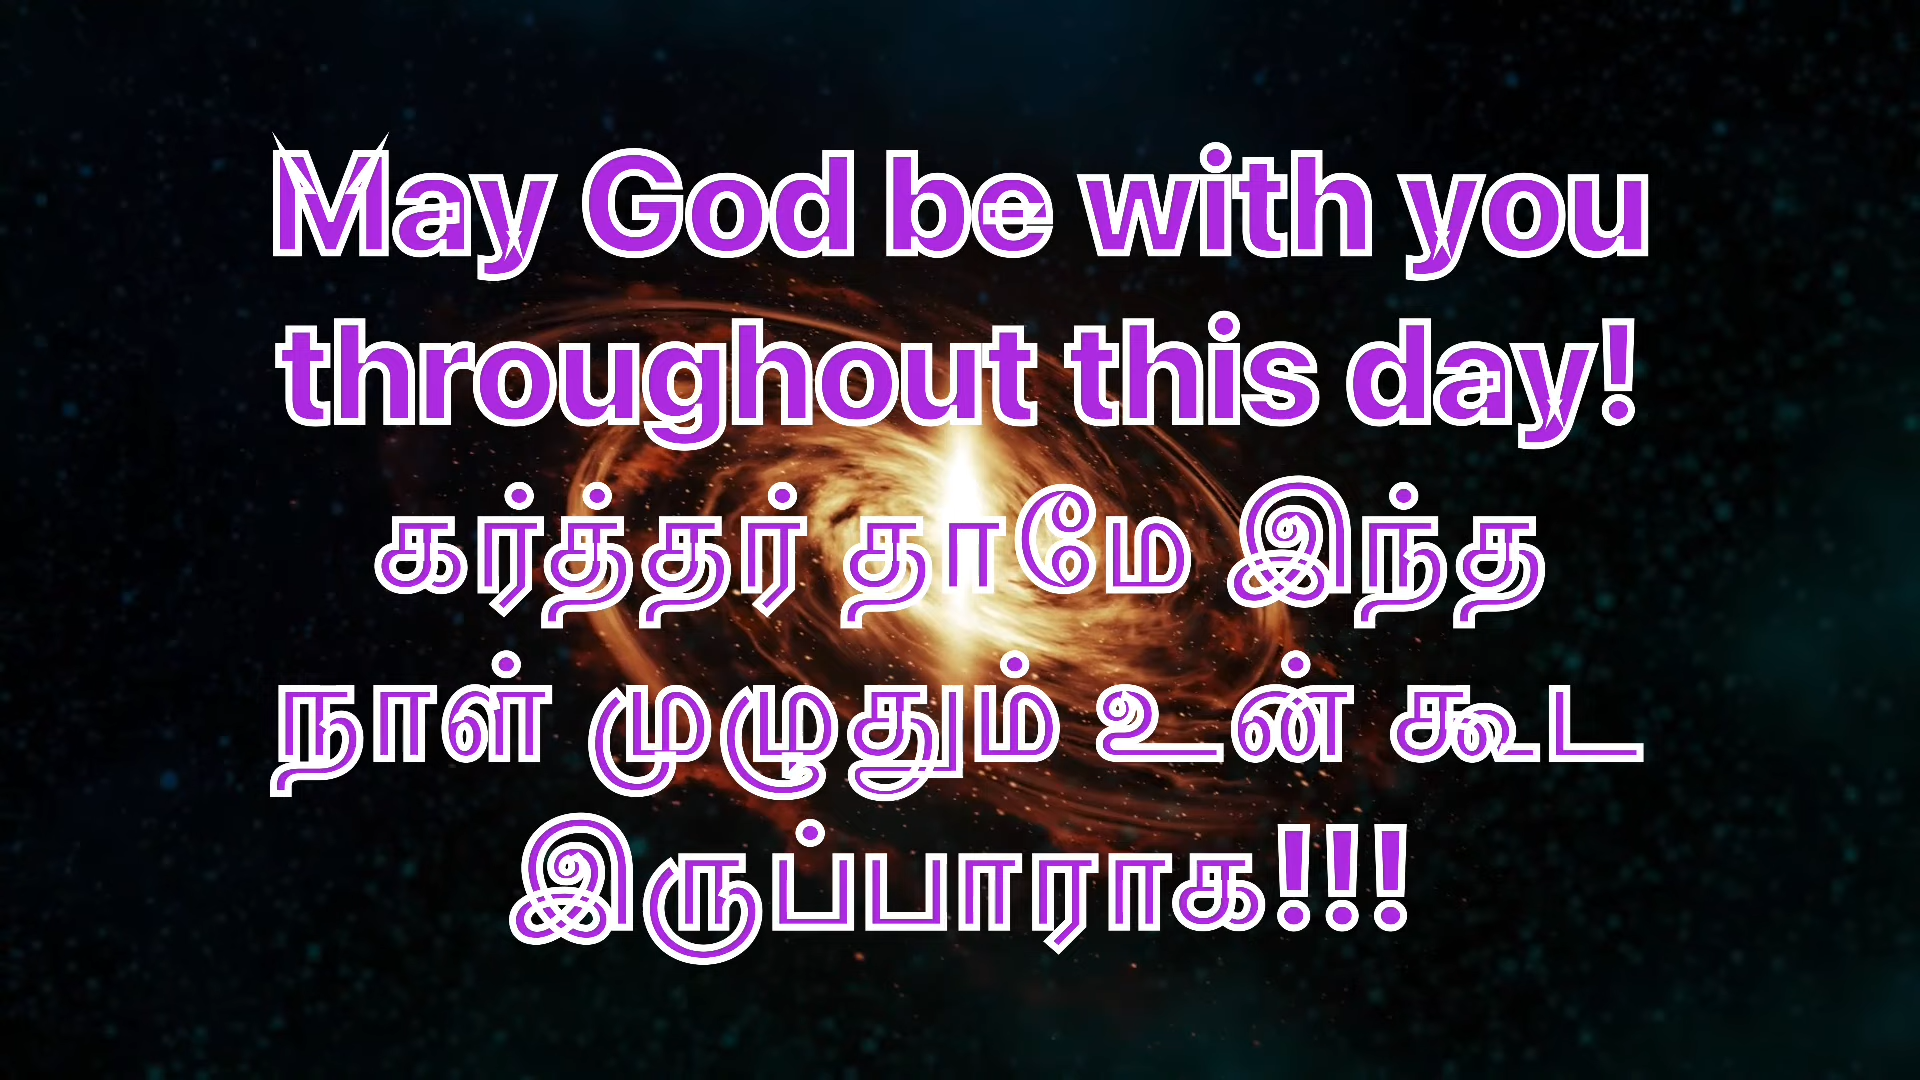 May God be with you
throughout this day!
கர்த்தர் தாமே இந்த
நாள் முழுதும் உன் கூட
இருப்பாராக!!!